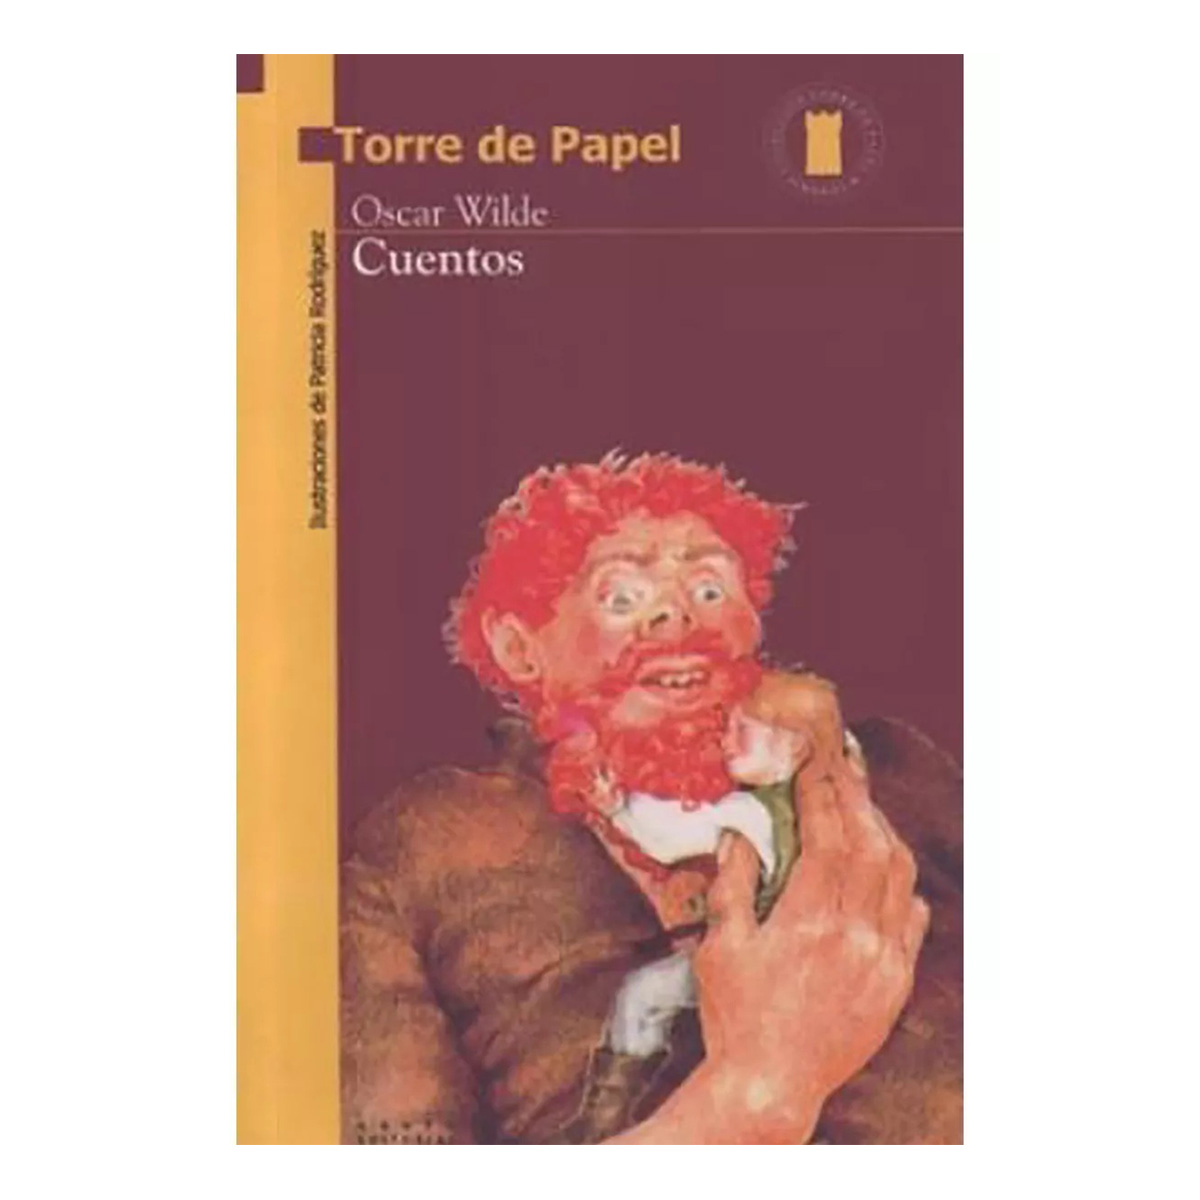 Torre de Papel
Oscar Wilde
Cuentos
Ilustraciones de Patricia Rodríguez